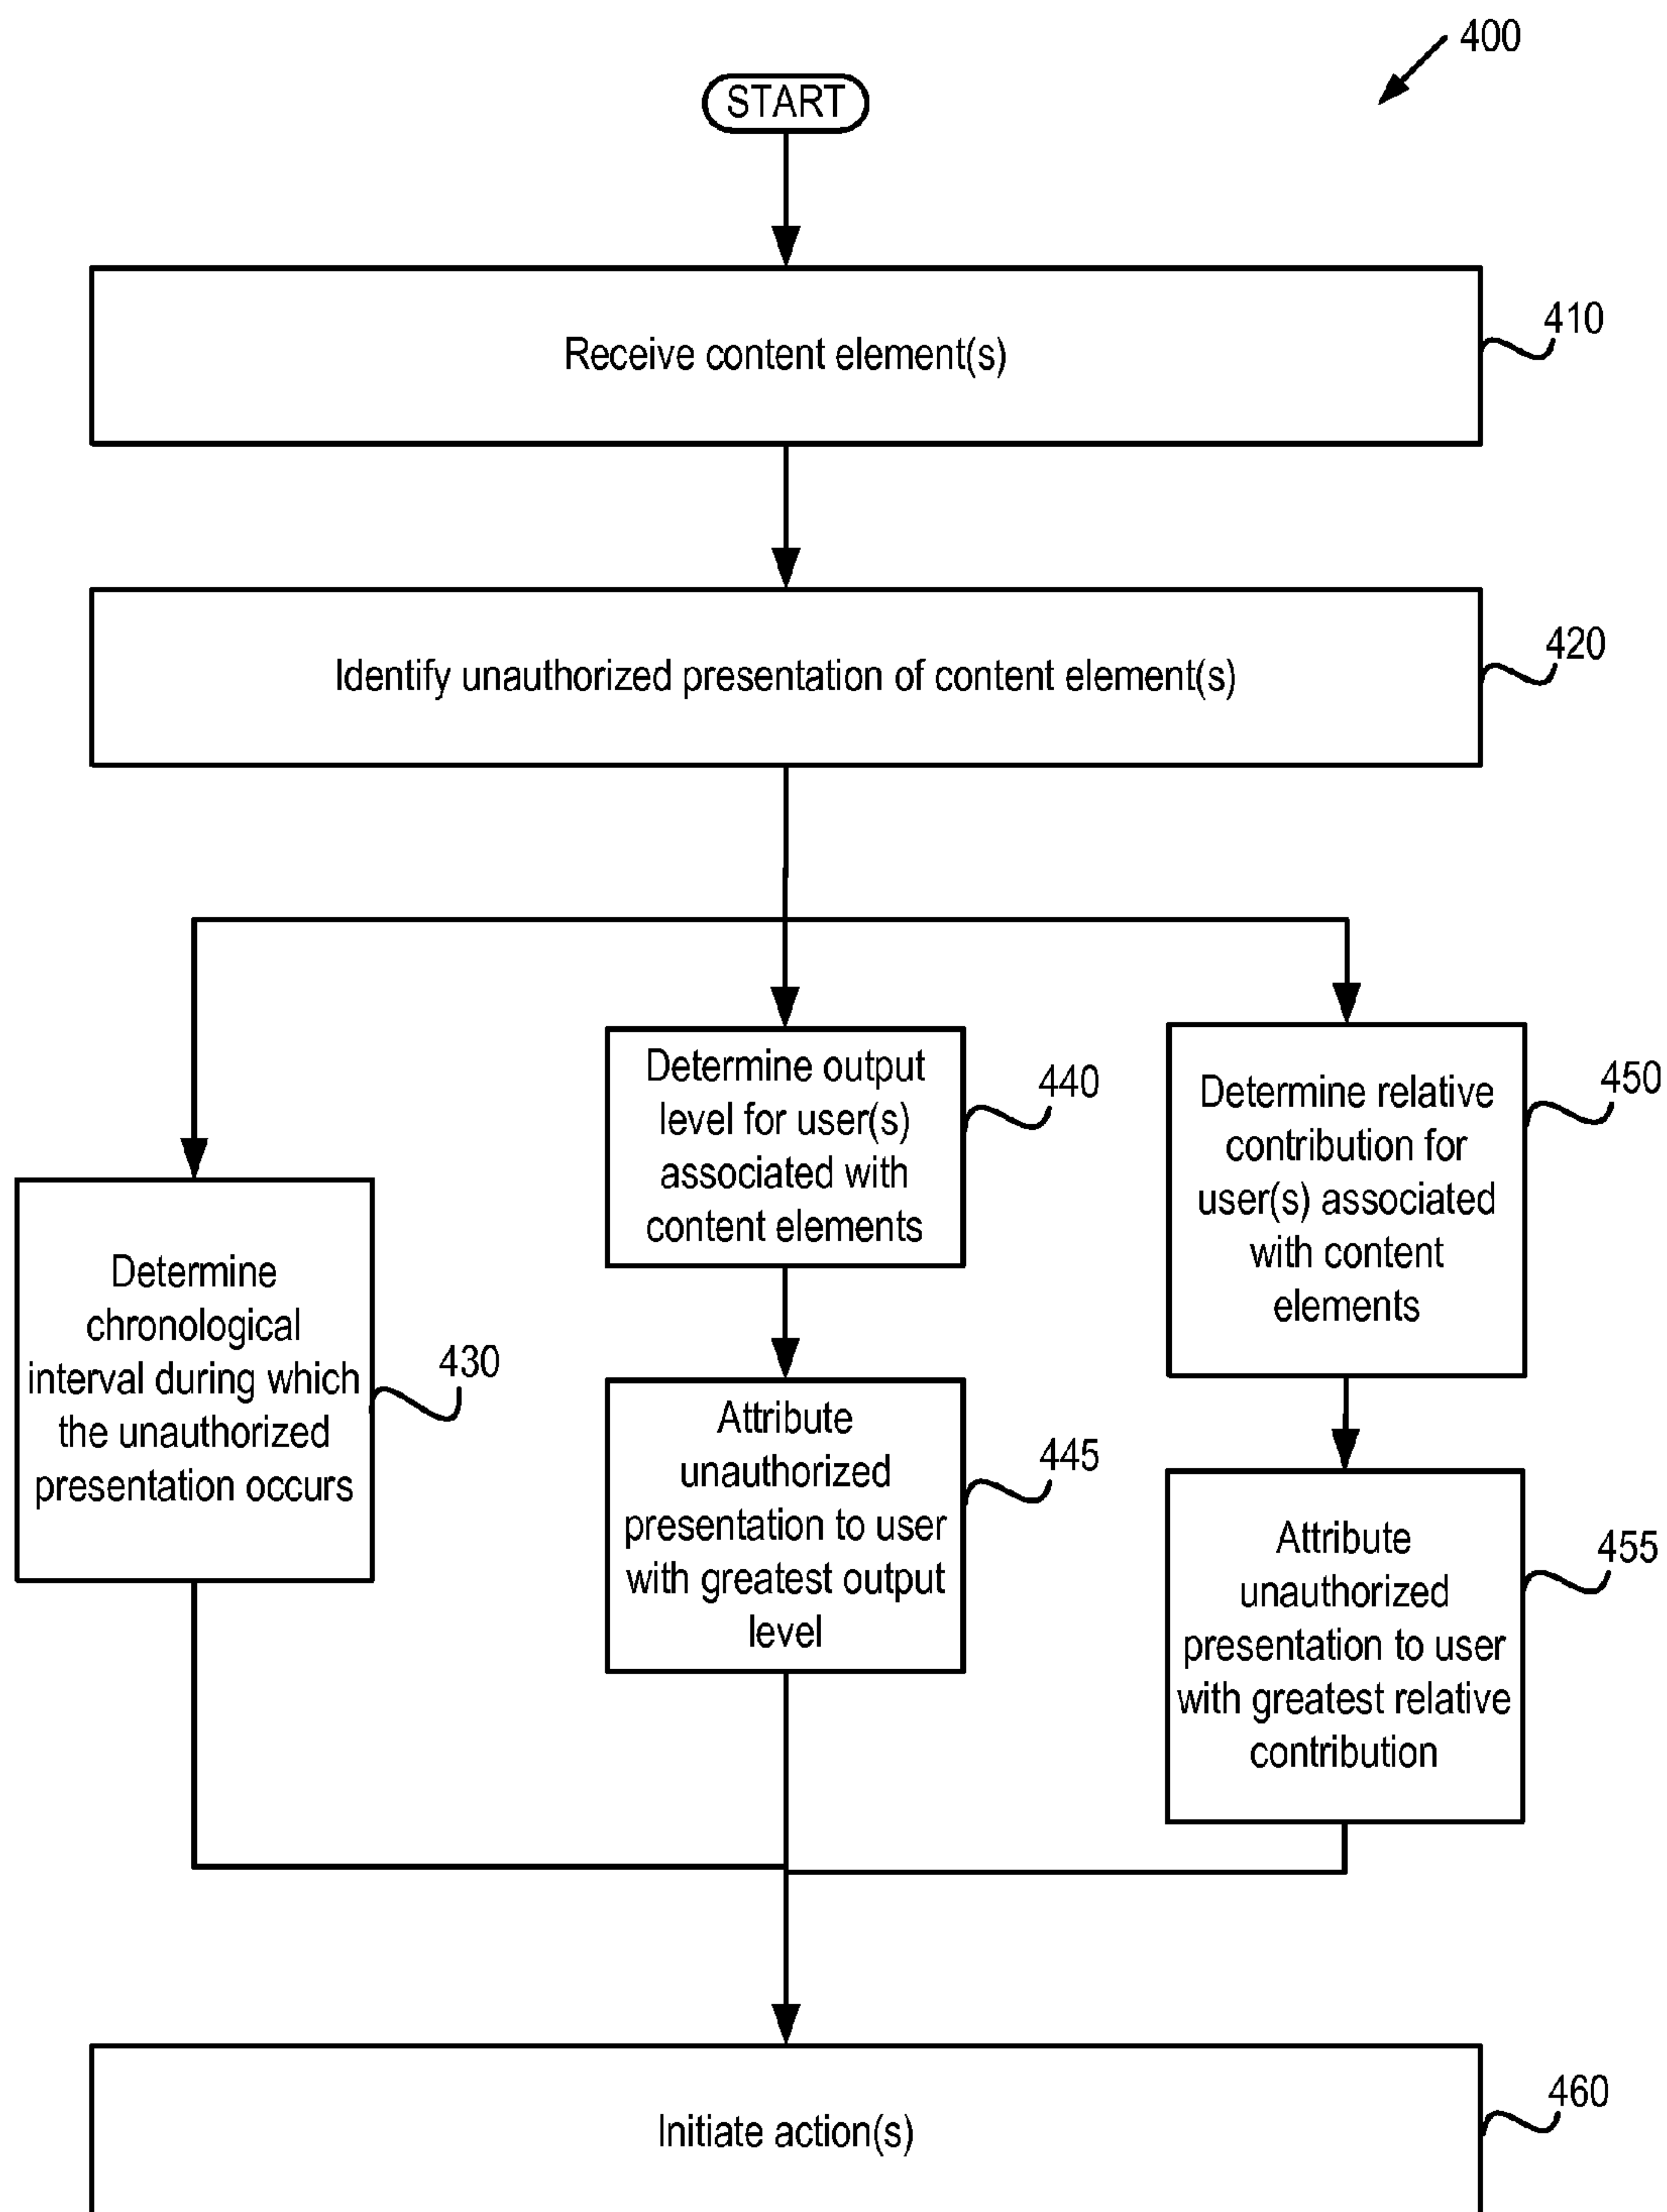 400
START
Receive content element(s)
410
Identify unauthorized presentation of content element(s)
420
Determine
chronological
interval during which
the unauthorized
presentation occurs
430
Determine output
level for user(s)
associated with
content elements
440
Attribute
unauthorized
presentation to user
with greatest output
level
445
Determine relative
contribution for
user(s) associated
with content
elements
450
Attribute
unauthorized
presentation to user
with greatest relative
contribution
455
Initiate action(s)
460